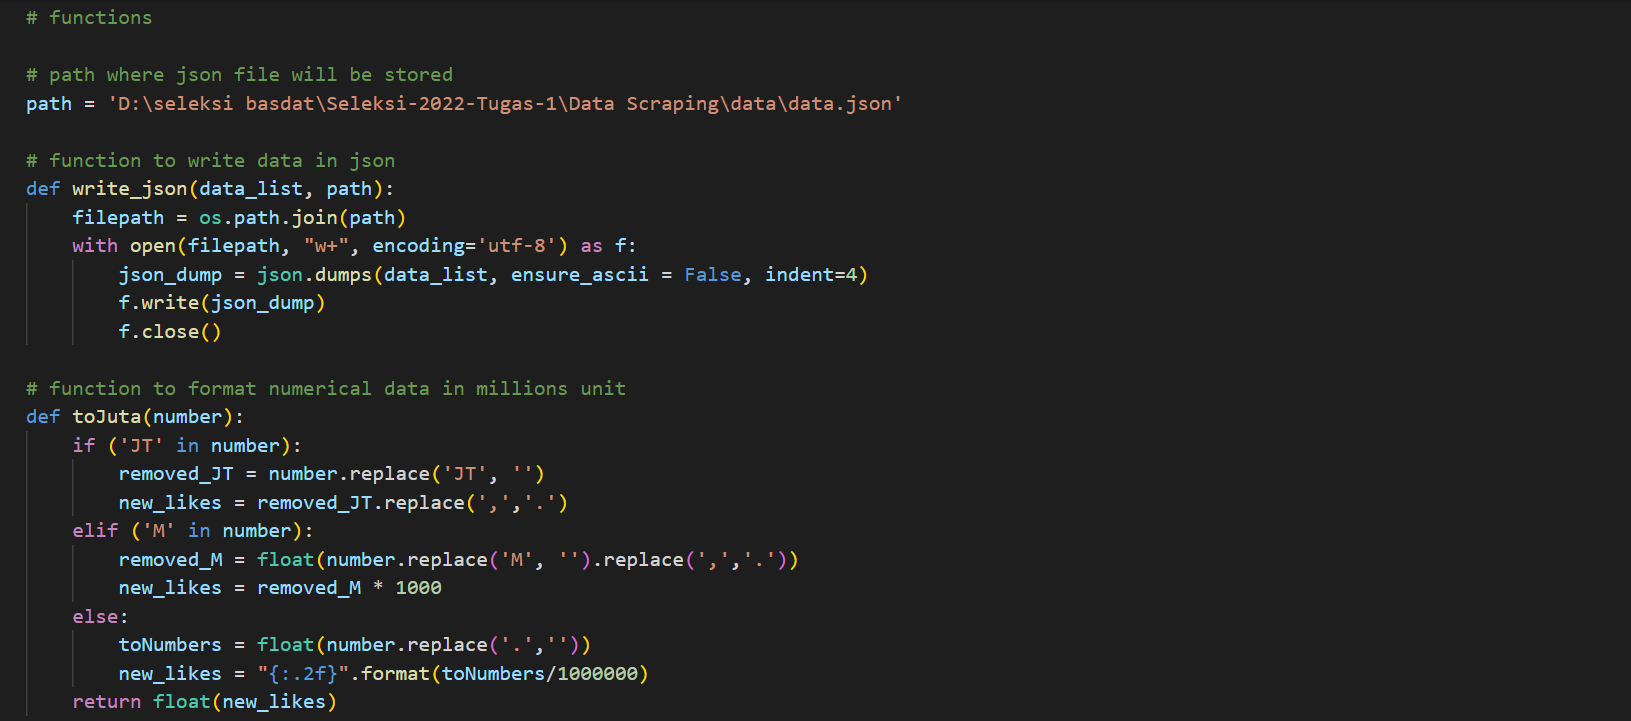 # functions
# path where json file will be stored
path = 'D:\seleksi basdat\Seleksi-2022-Tugas-1\Data Scraping\data\data.json'
# function to write data in json
def write_json(data_list, path):
    filepath = os.path.join(path)
    with open(filepath, "w+", encoding='utf-8') as f:
        json_dump = json.dumps(data_list, ensure_ascii = False, indent=4)
        f.write(json_dump)
        f.close()
# function to format numerical data in millions unit
def toJuta(number):
    if ('JT' in number):
        removed_JT = number.replace('JT', '')
        new_likes = removed_JT.replace(',','.')
    elif ('M' in number):
        removed_M = float(number.replace('M', '').replace(',','.'))
        new_likes = removed_M * 1000
    else:
        toNumbers = float(number.replace('.',''))
        new_likes = "{:.2f}".format(toNumbers/1000000)
    return float(new_likes)